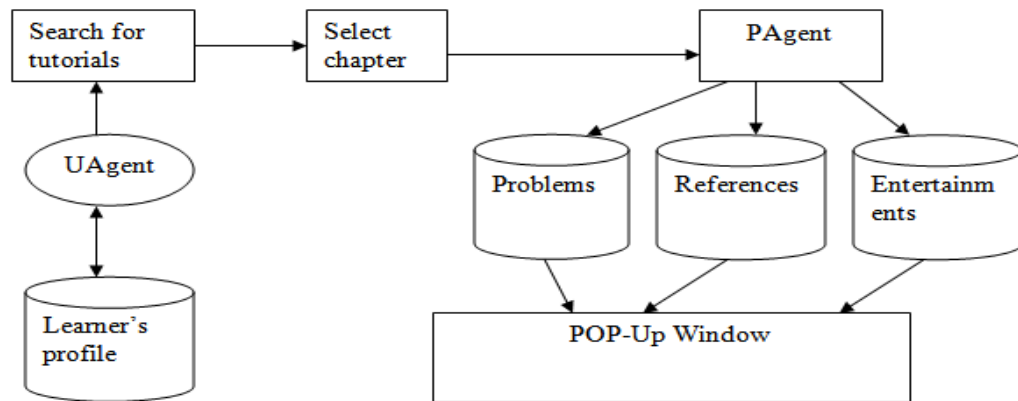 Search for
tutorials
Select
chapter
PAgent
UAgent
Problems
References
Entertainm
ents
Learner's
profile
POP-Up Window